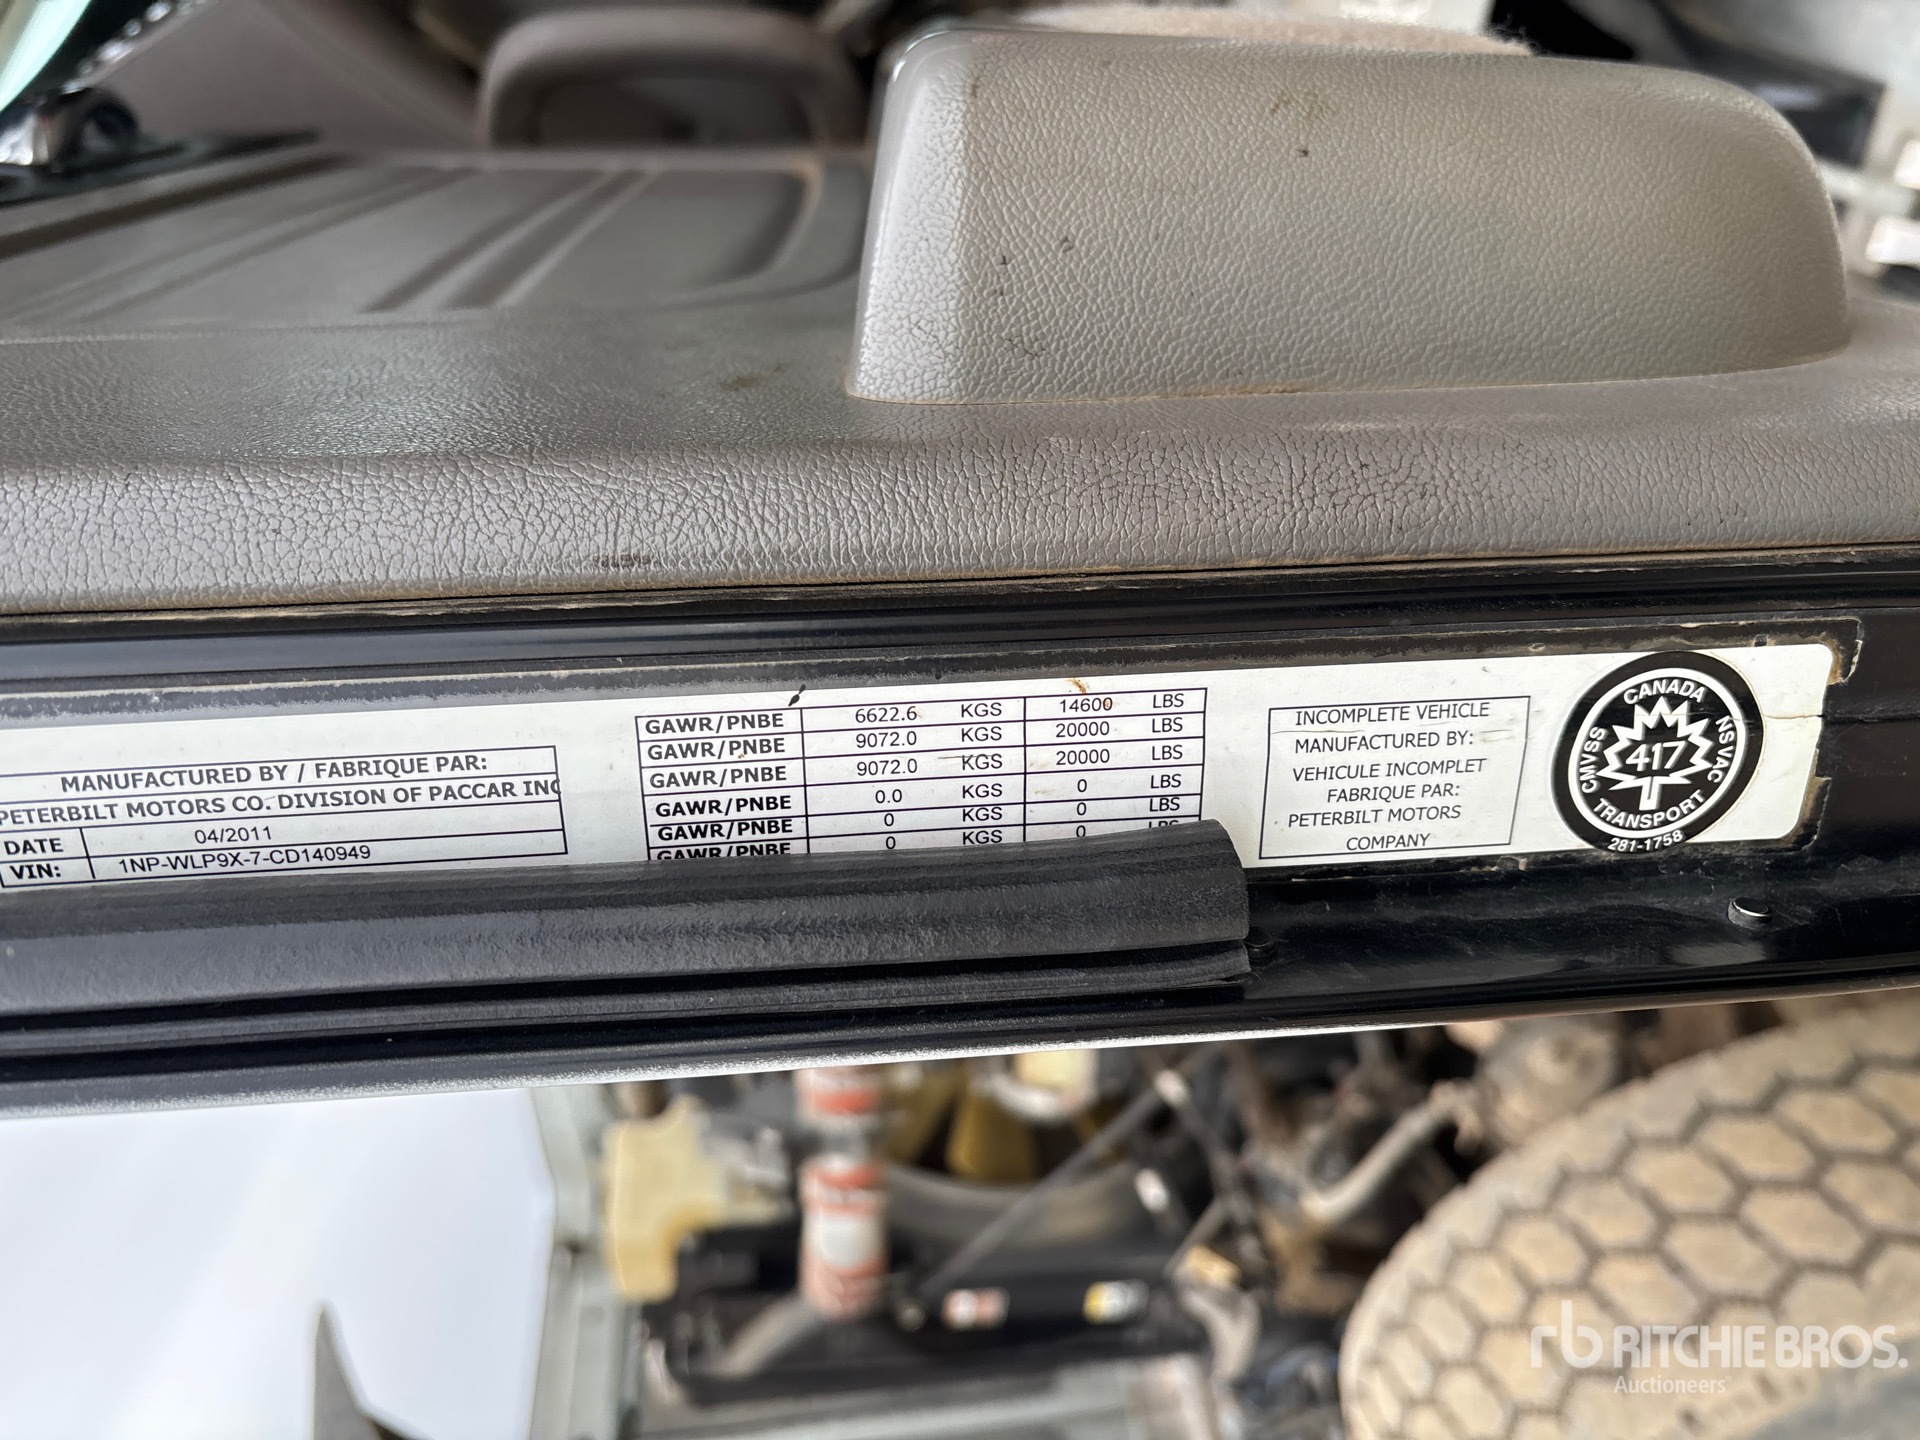 MANUFACTURED BY / FABRIQUE PAR:
PETERBILT MOTORS CO. DIVISION OF PACCAR INC
DATE 04/2011
VIN: 1NP-WLP9X-7-CD140949
GAWR/PNBE 6622.6 KGS 14600 LBS
GAWR/PNBE 9072.0 KGS 20000 LBS
GAWR/PNBE 9072.0 KGS 20000 LBS
GAWR/PNBE 0.0 KGS 0 LBS
GAWR/PNBE 0 KGS 0 LBS
GAWR/PNBE 0 KGS 0 LBS
INCOMPLETE VEHICLE
MANUFACTURED BY:
VEHICULE INCOMPLET
FABRIQUE PAR:
PETERBILT MOTORS
COMPANY
CANADA
CMVSS
NSVAC
417
TRANSPORT
281-1758
rb RITCHIE BROS.
Auctioneers